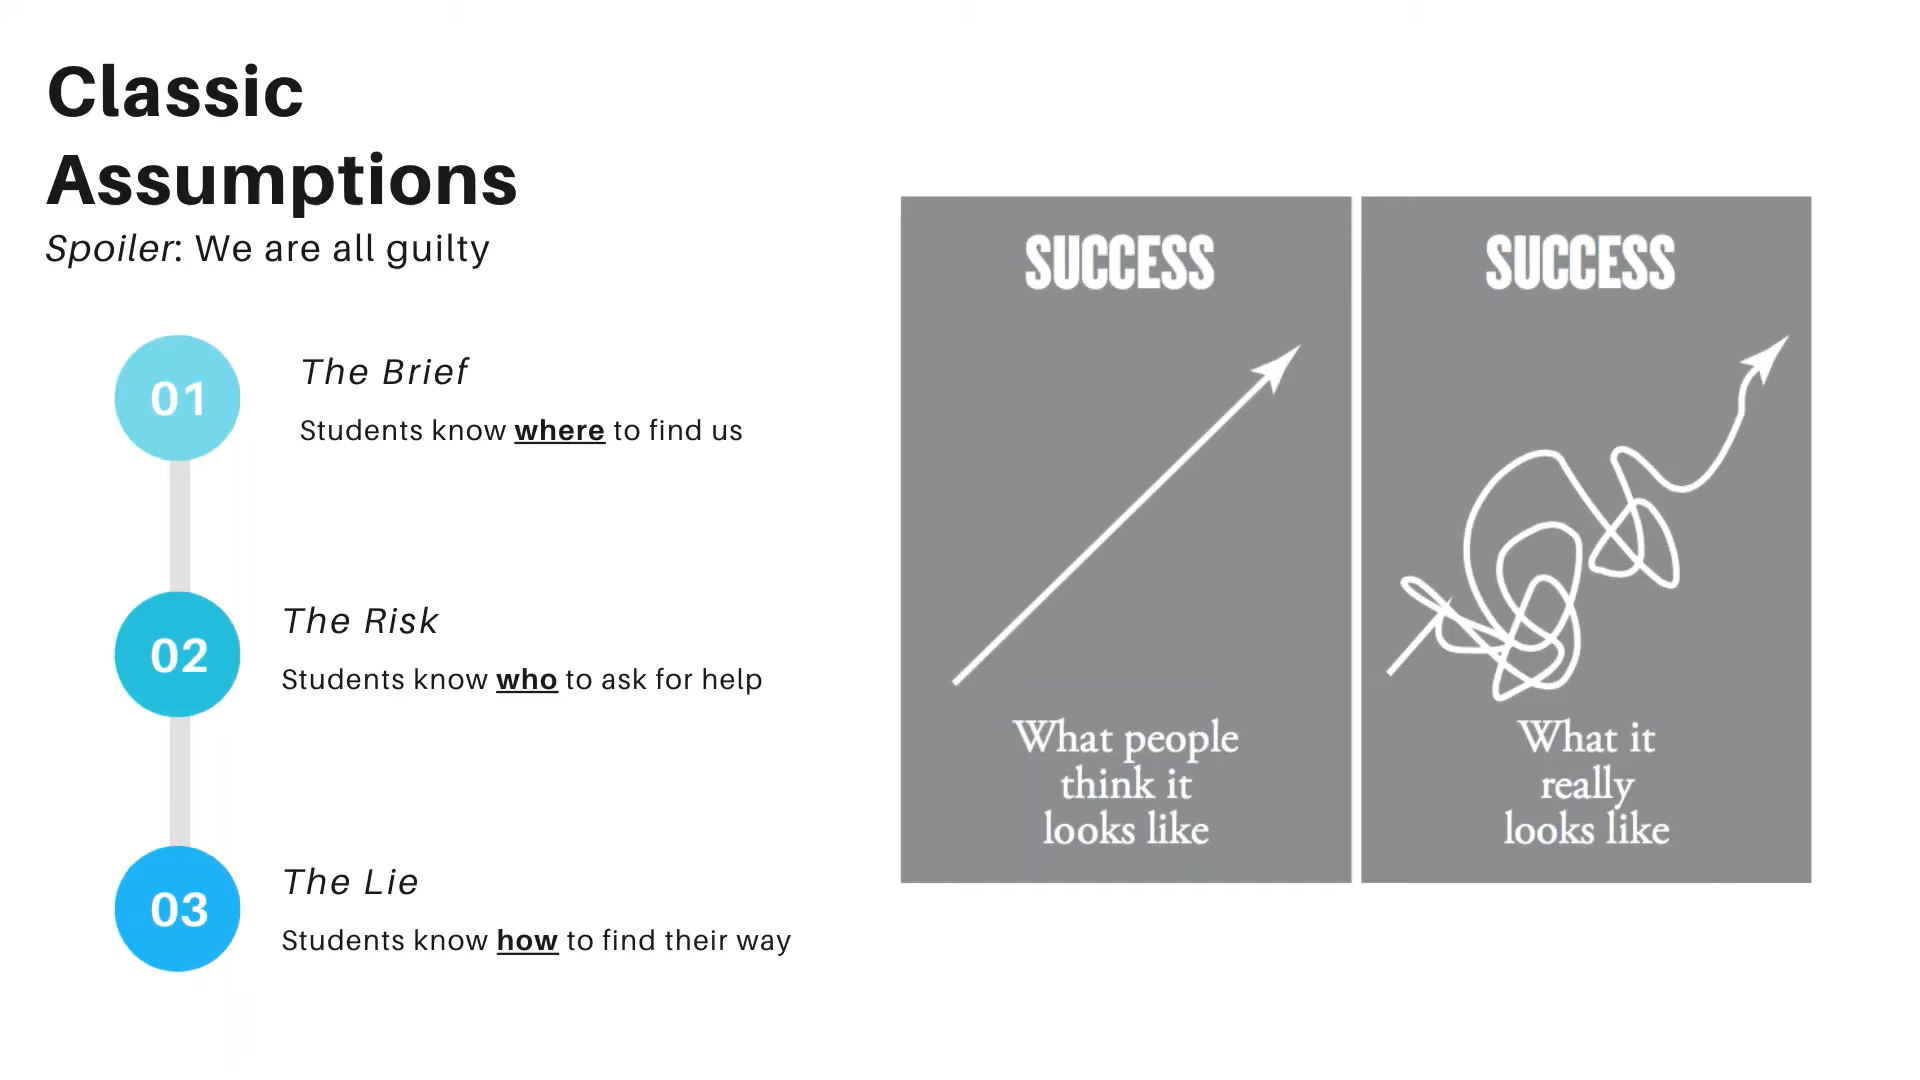 Classic
Assumptions
Spoiler: We are all guilty
01
The Brief
Students know where to find us
02
The Risk
Students know who to ask for help
03
The Lie
Students know how to find their way
SUCCESS
What people
think it
looks like
SUCCESS
What it
really
looks like